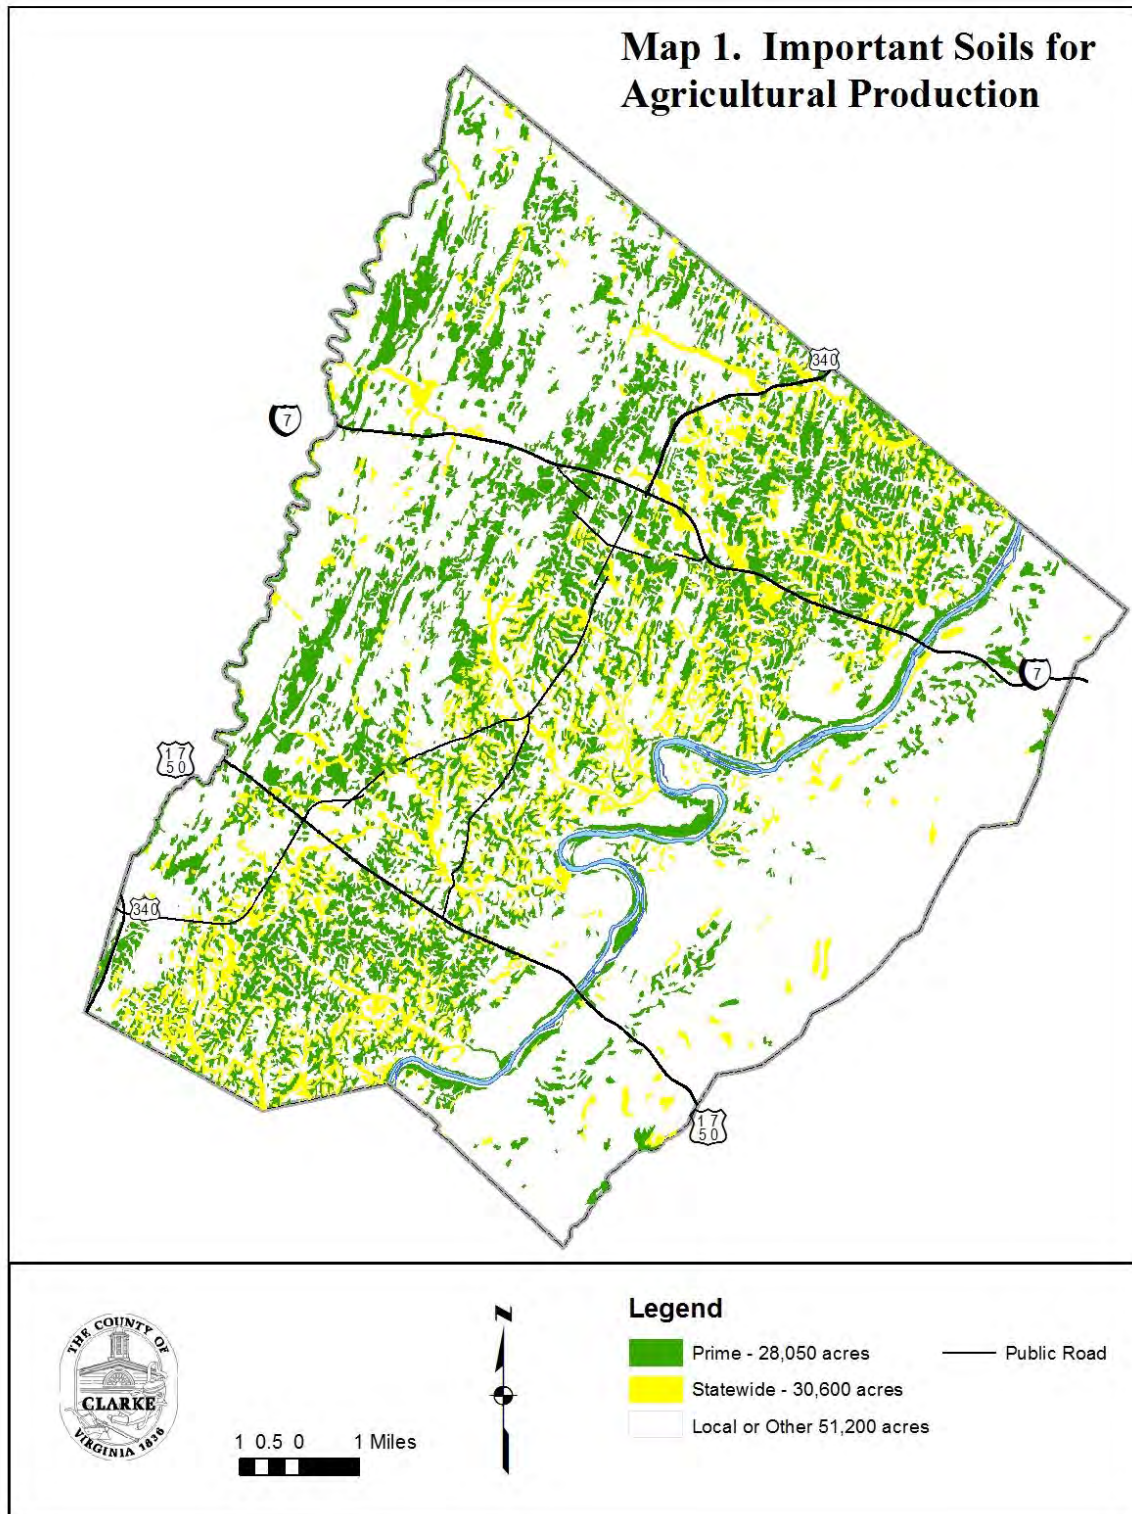 Map 1. Important Soils for
Agricultural Production
340
7
7
17
50
340
17
50
N
THE COUNTY OF
CLARKE
VIRGINIA 1836
1 0.5 0 1 Miles
Legend
Prime - 28,050 acres
Public Road
Statewide - 30,600 acres
Local or Other 51,200 acres